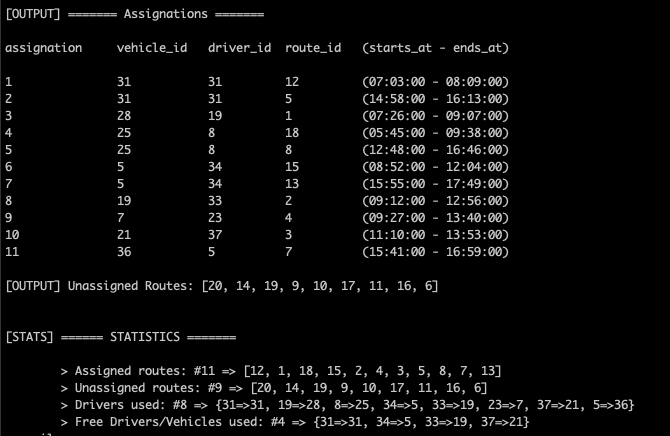 [OUTPUT] ======= Assignations =======
assignation vehicle_id driver_id route_id (starts_at - ends_at)
1 31 31 12 (07:03:00 - 08:09:00)
2 31 31 5 (14:58:00 - 16:13:00)
3 28 19 1 (07:26:00 - 09:07:00)
4 25 8 18 (05:45:00 - 09:38:00)
5 25 8 8 (12:48:00 - 16:46:00)
6 5 34 15 (08:52:00 - 12:04:00)
7 5 34 13 (15:55:00 - 17:49:00)
8 19 33 2 (09:12:00 - 12:56:00)
9 7 23 4 (09:27:00 - 13:40:00)
10 21 37 3 (11:10:00 - 13:53:00)
11 36 5 7 (15:41:00 - 16:59:00)
[OUTPUT] Unassigned Routes: [20, 14, 19, 9, 10, 17, 11, 16, 6]
[STATS] ====== STATISTICS =======
> Assigned routes: #11 => [12, 1, 18, 15, 2, 4, 3, 5, 8, 7, 13]
> Unassigned routes: #9 => [20, 14, 19, 9, 10, 17, 11, 16, 6]
> Drivers used: #8 => {31=>31, 19=>28, 8=>25, 34=>5, 33=>19, 23=>7, 37=>21, 5=>36}
> Free Drivers/Vehicles used: #4 => {31=>31, 34=>5, 33=>19, 37=>21}